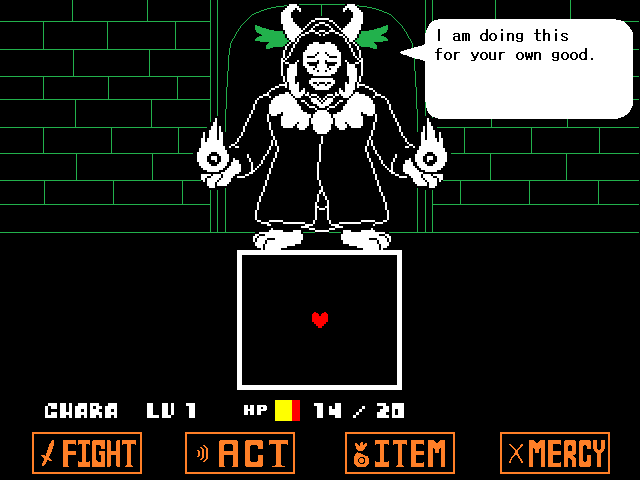 I am doing this
for your own good.
CHARA LV 1 HP 14 / 20
FIGHT ACT ITEM MERCY